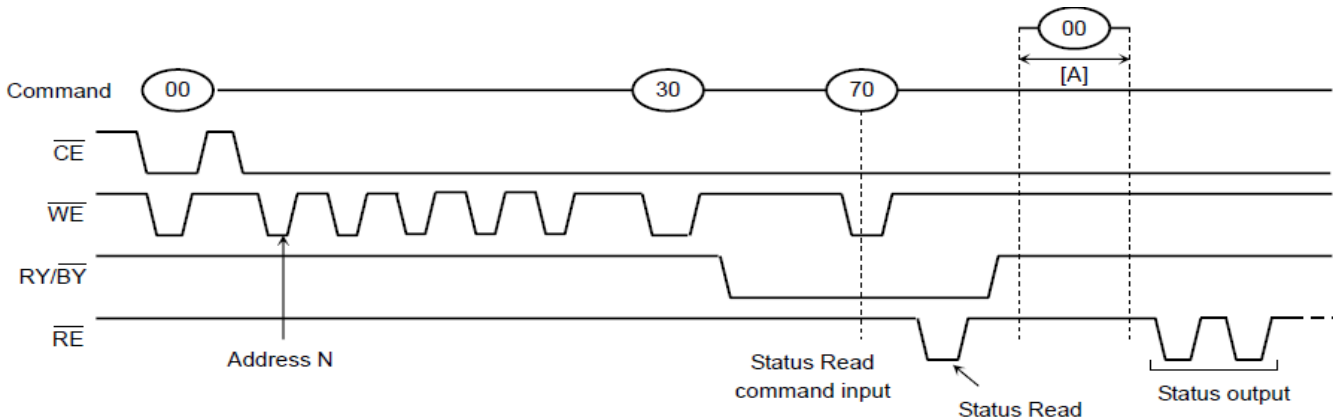 00
[A]
Command 00 30 70
CE
WE
RY/BY
RE
Address N
Status Read
command input
Status Read
Status output